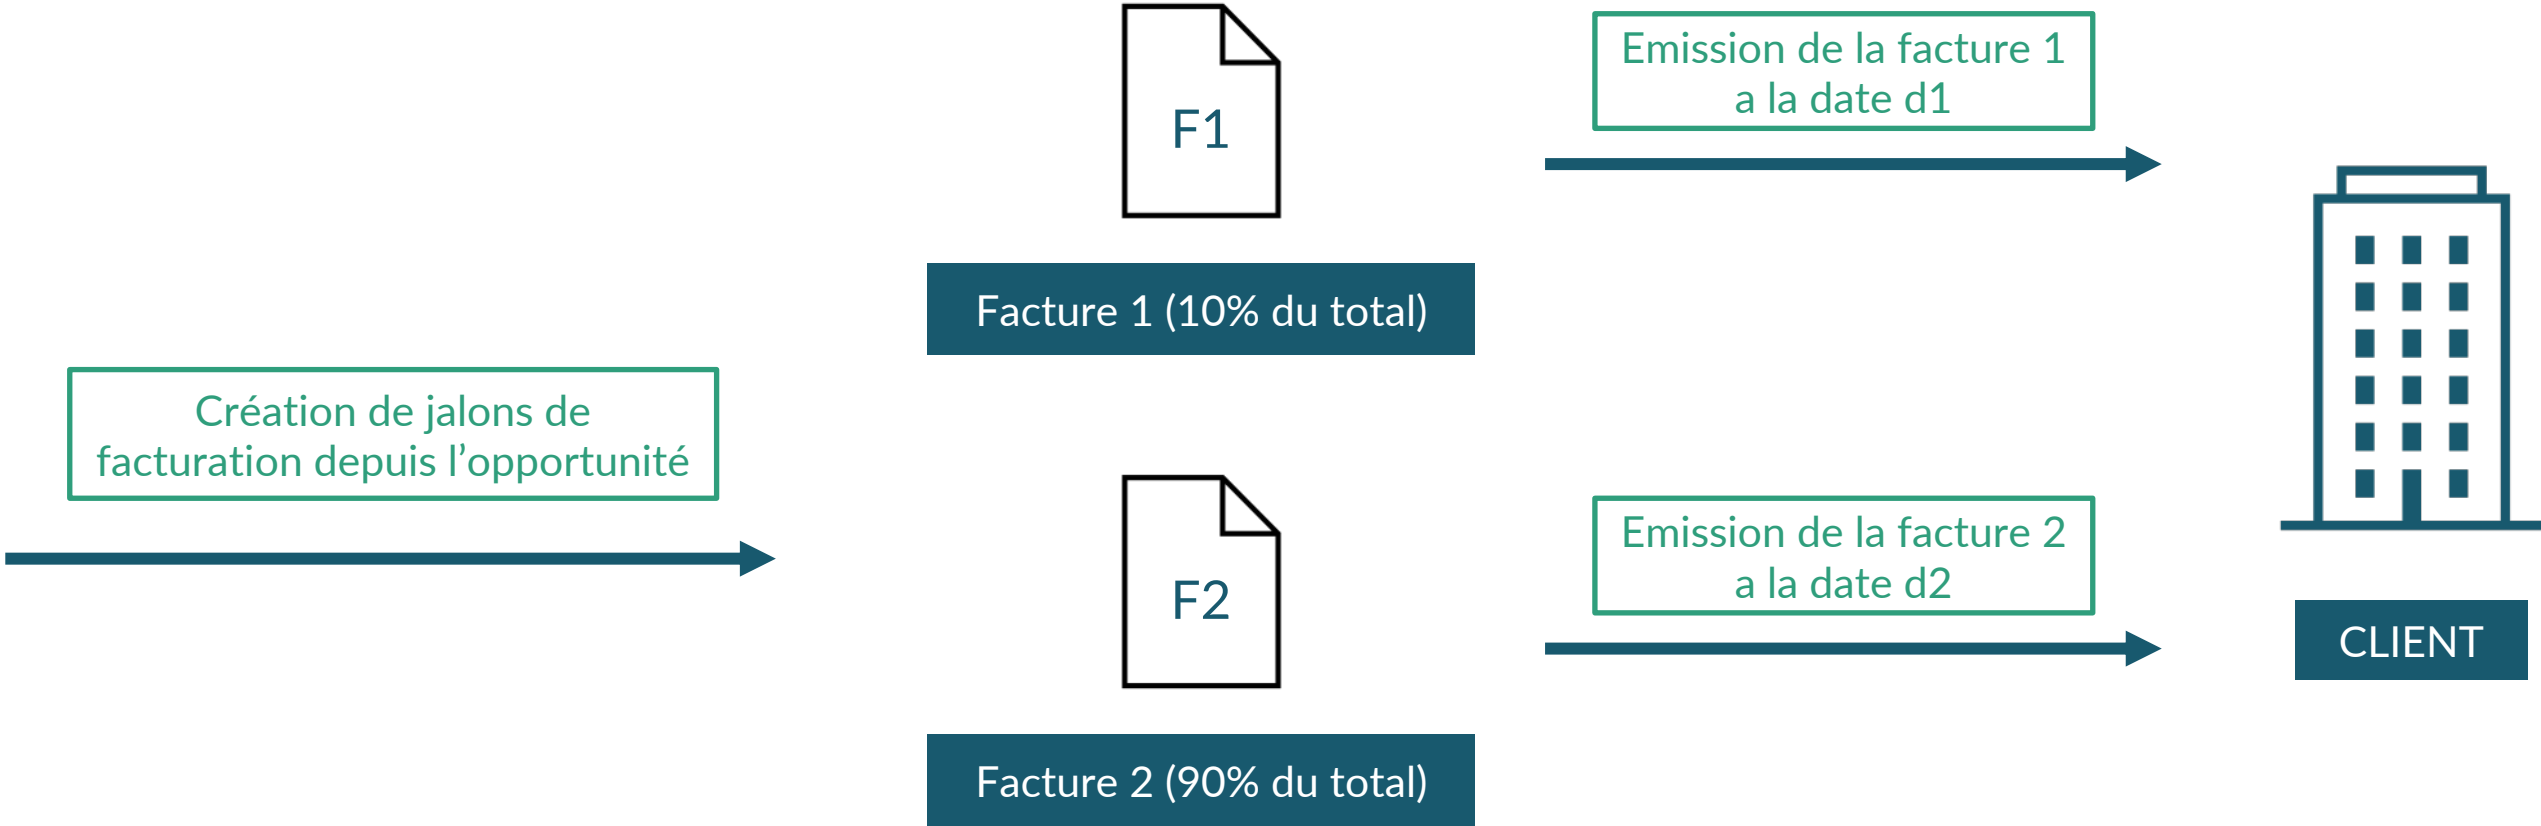 Création de jalons de
facturation depuis l’opportunité
F1
Facture 1 (10% du total)
Emission de la facture 1
a la date d1
F2
Facture 2 (90% du total)
Emission de la facture 2
a la date d2
CLIENT